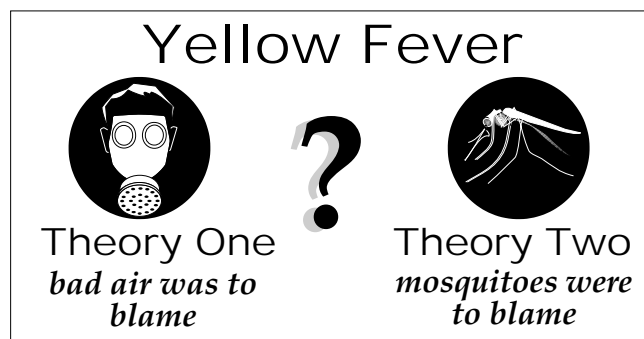 Yellow Fever
?
Theory One
bad air was to
blame
Theory Two
mosquitoes were
to blame